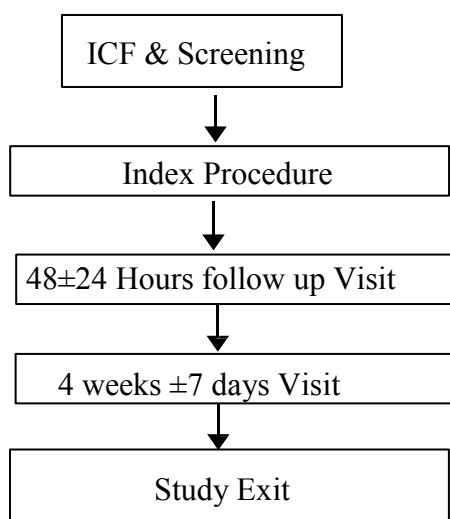 ICF & Screening
Index Procedure
48±24 Hours follow up Visit
4 weeks ±7 days Visit
Study Exit